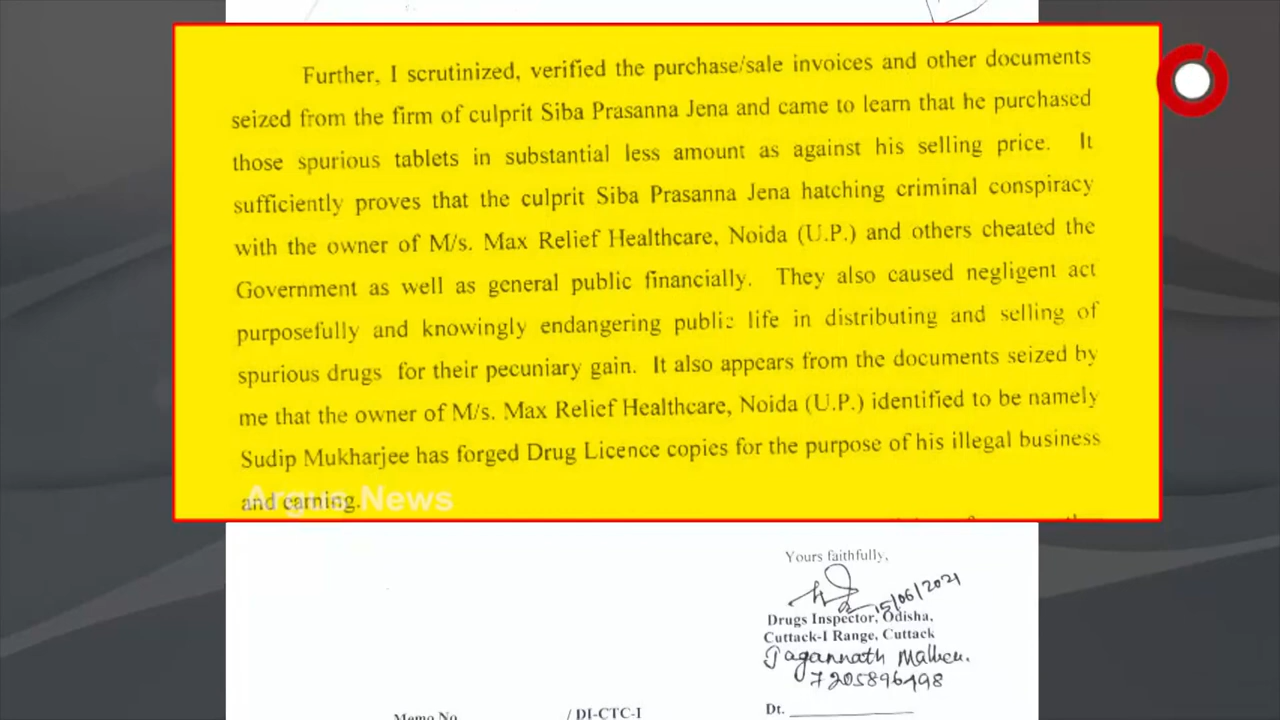 Further, I scrutinized, verified the purchase/sale invoices and other documents
seized from the firm of culprit Siba Prasanna Jena and came to learn that he purchased
those spurious tablets in substantial less amount as against his selling price. It
sufficiently proves that the culprit Siba Prasanna Jena hatching criminal conspiracy
with the owner of M/s. Max Relief Healthcare, Noida (U.P.) and others cheated the
Government as well as general public financially. They also caused negligent act
purposefully and knowingly endangering public life in distributing and selling of
spurious drugs for their pecuniary gain. It also appears from the documents seized by
me that the owner of M/s. Max Relief Healthcare, Noida (U.P.) identified to be namely
Sudip Mukharjee has forged Drug Licence copies for the purpose of his illegal business
and earning.
Argus News
Yours faithfully,
15/06/2021
Drugs Inspector, Odisha,
Cuttack-I Range, Cuttack
Jagannath
7205896498
Memo No. / DI-CTC-I
Dt.